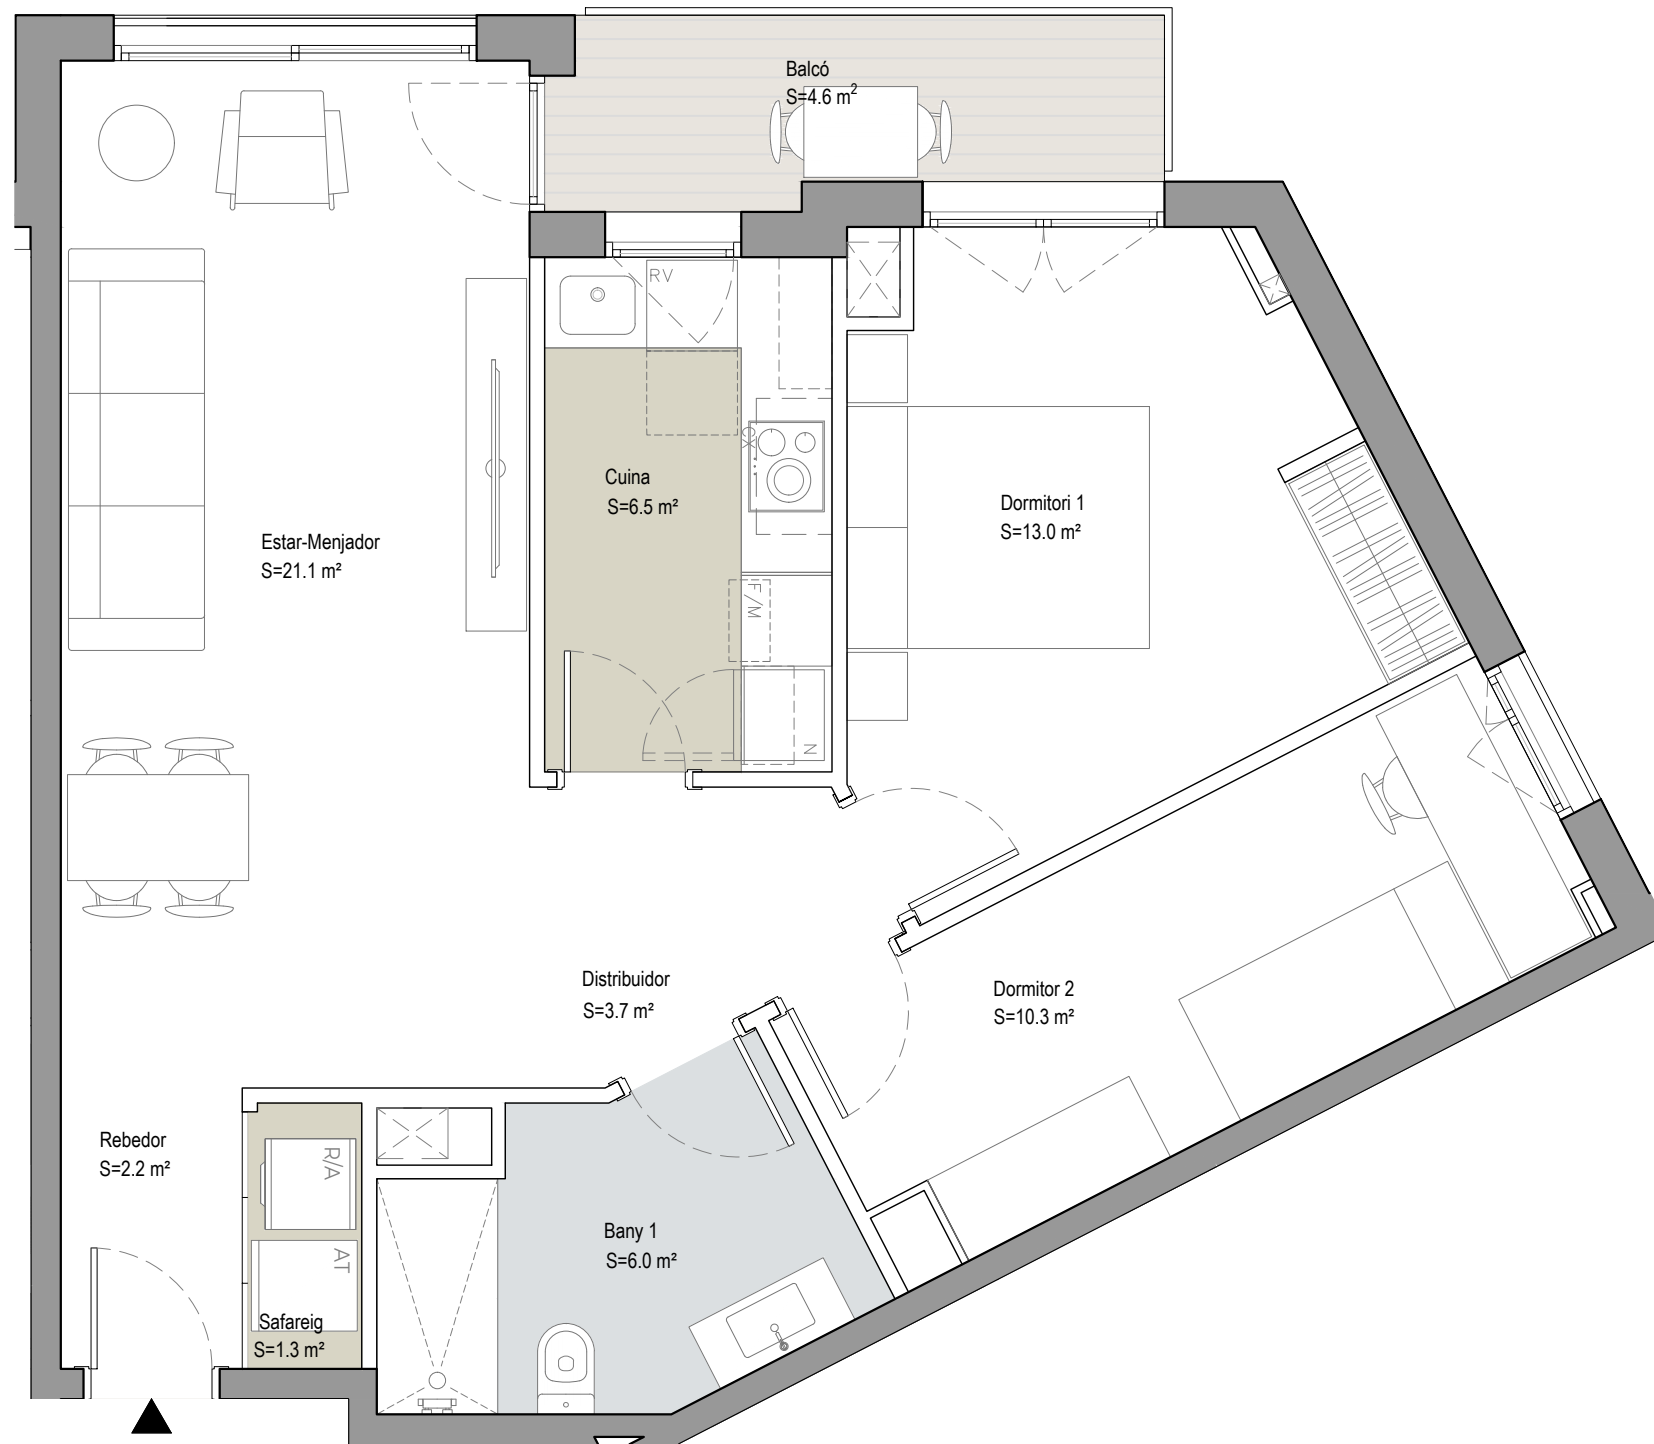 Balcó
S=4.6 m²
RV
CX
Cuina
S=6.5 m²
Dormitori 1
S=13.0 m²
Estar-Menjador
S=21.1 m²
F/M
N
Distribuidor
S=3.7 m²
Dormitor 2
S=10.3 m²
Rebedor
S=2.2 m²
R/A
Bany 1
S=6.0 m²
AT
Safareig
S=1.3 m²